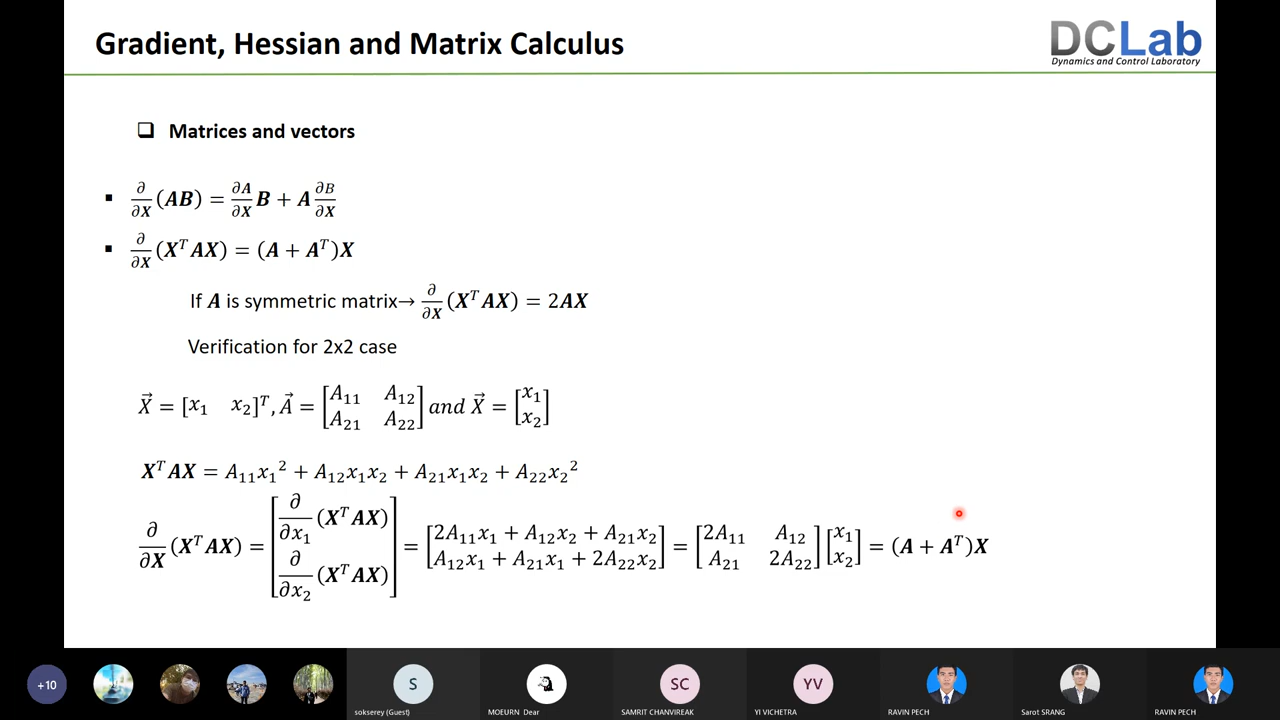 Gradient, Hessian and Matrix Calculus
DCLab
Dynamics and Control Laboratory
❑ Matrices and vectors
▪ ∂/∂X (AB) = ∂A/∂X B + A ∂B/∂X
▪ ∂/∂X (XᵀAX) = (A + Aᵀ)X
If A is symmetric matrix→ ∂/∂X (XᵀAX) = 2AX
Verification for 2x2 case
X⃗ = [x₁ x₂]ᵀ, A⃗ = [A₁₁ A₁₂; A₂₁ A₂₂] and X⃗ = [x₁; x₂]
XᵀAX = A₁₁x₁² + A₁₂x₁x₂ + A₂₁x₁x₂ + A₂₂x₂²
∂/∂X (XᵀAX) = [∂/∂x₁ (XᵀAX); ∂/∂x₂ (XᵀAX)] = [2A₁₁x₁ + A₁₂x₂ + A₂₁x₂; A₁₂x₁ + A₂₁x₁ + 2A₂₂x₂] = [2A₁₁ A₁₂; A₂₁ 2A₂₂] [x₁; x₂] = (A + Aᵀ)X
+10
S
SC
YV
sokserey (Guest)
MOEURN Dear
SAMRIT CHANVIREAK
YI VICHETRA
RAVIN PECH
Sarot SRANG
RAVIN PECH